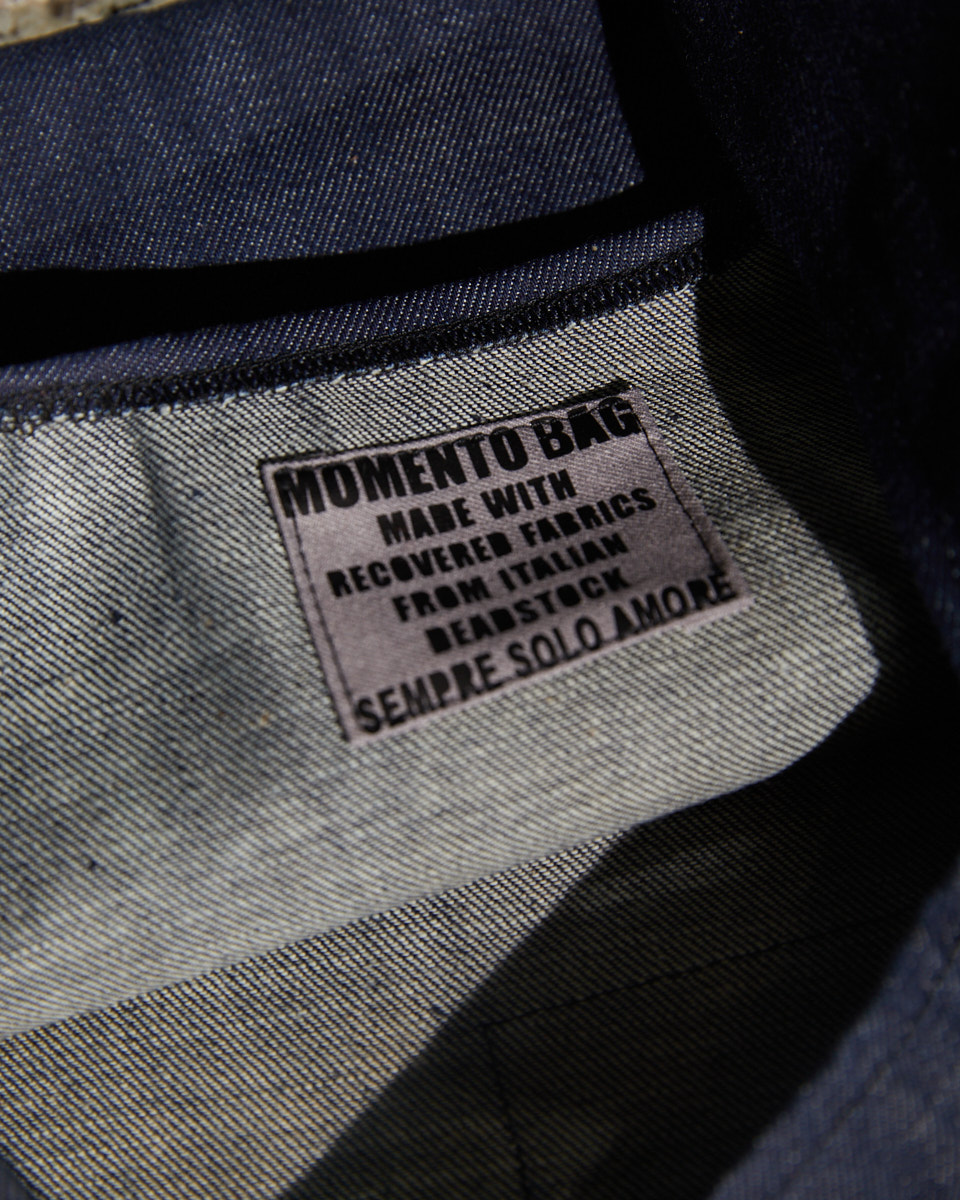 MOMENTO BAG
MADE WITH
RECOVERED FABRICS
FROM ITALIAN
DEADSTOCK
SEMPRE SOLO AMORE